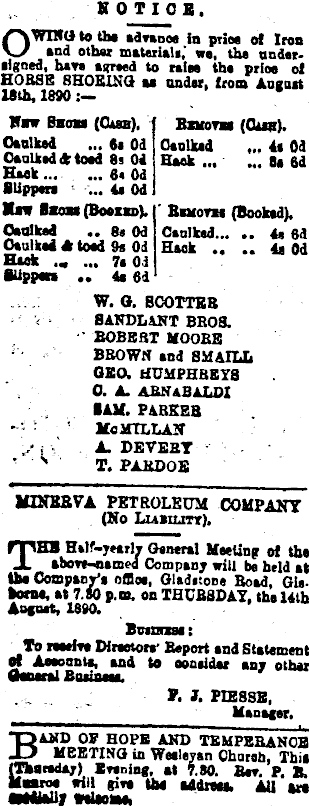 NOTICE.
OWING to the advance in price of Iron
and other materials, we, the under-
signed, have agreed to raise the price of
HORSE SHOEING as under, from August
18th, 1890 :—
NEW SHOES (CASH).
Caulked ... 6s 0d
Caulked & toed 8s 0d
Hack ... ... 6s 0d
Slippers ... 4s 0d
REMOVES (CASH).
Caulked ... 4s 0d
Hack ... ... 3s 6d
NEW SHOES (BOOKED).
Caulked .. 8s 0d
Caulked & toed 9s 0d
Hack ... ... 7s 0d
Slippers .. 4s 6d
REMOVES (Booked).
Caulked... .. 4s 6d
Hack .. .. 4s 0d
W. G. SCOTTER
SANDLANT BROS.
ROBERT MOORE
BROWN and SMAILL
GEO. HUMPHREYS
C. A. ARNABALDI
SAM. PARKER
McMILLAN
A. DEVERY
T. PARDOE
MINERVA PETROLEUM COMPANY
(NO LIABILITY).
THE Half-yearly General Meeting of the
above-named Company will be held at
the Company's office, Gladstone Road, Gis-
borne, at 7.30 p.m. on THURSDAY, the 14th
August, 1890.
BUSINESS :
To receive Directors' Report and Statement
of Accounts, and to consider any other
General Business.
F. J. PIESSE,
Manager.
BAND OF HOPE AND TEMPERANCE
MEETING in Wesleyan Church, This
(Thursday) Evening, at 7.30. Rev. P. R.
Munroe will give the address. All are
specially welcome.